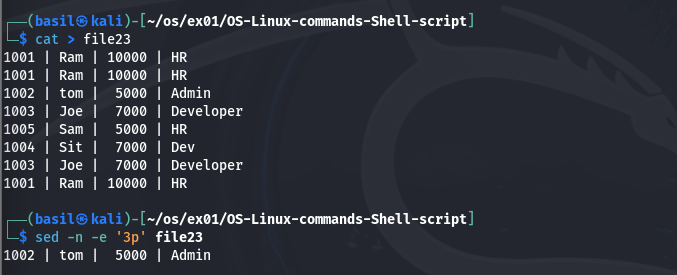 ┌──(basil㉿kali)-[~/os/ex01/OS-Linux-commands-Shell-script]
└─$ cat > file23
1001 | Ram | 10000 | HR
1001 | Ram | 10000 | HR
1002 | tom |  5000 | Admin
1003 | Joe |  7000 | Developer
1005 | Sam |  5000 | HR
1004 | Sit |  7000 | Dev
1003 | Joe |  7000 | Developer
1001 | Ram | 10000 | HR
┌──(basil㉿kali)-[~/os/ex01/OS-Linux-commands-Shell-script]
└─$ sed -n -e '3p' file23
1002 | tom |  5000 | Admin